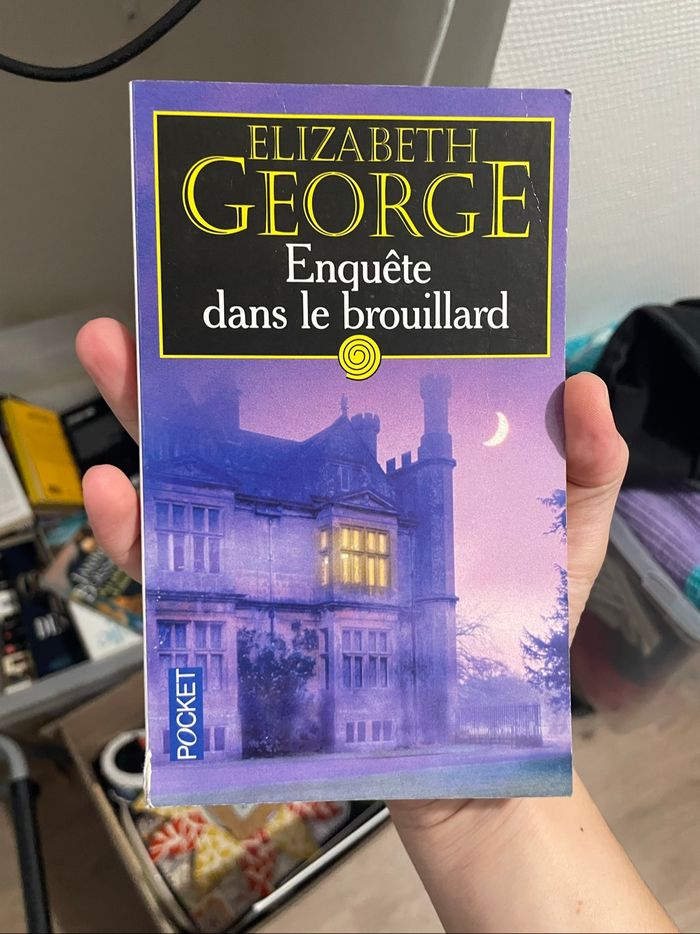 ELIZABETH
GEORGE
Enquête
dans le brouillard
POCKET